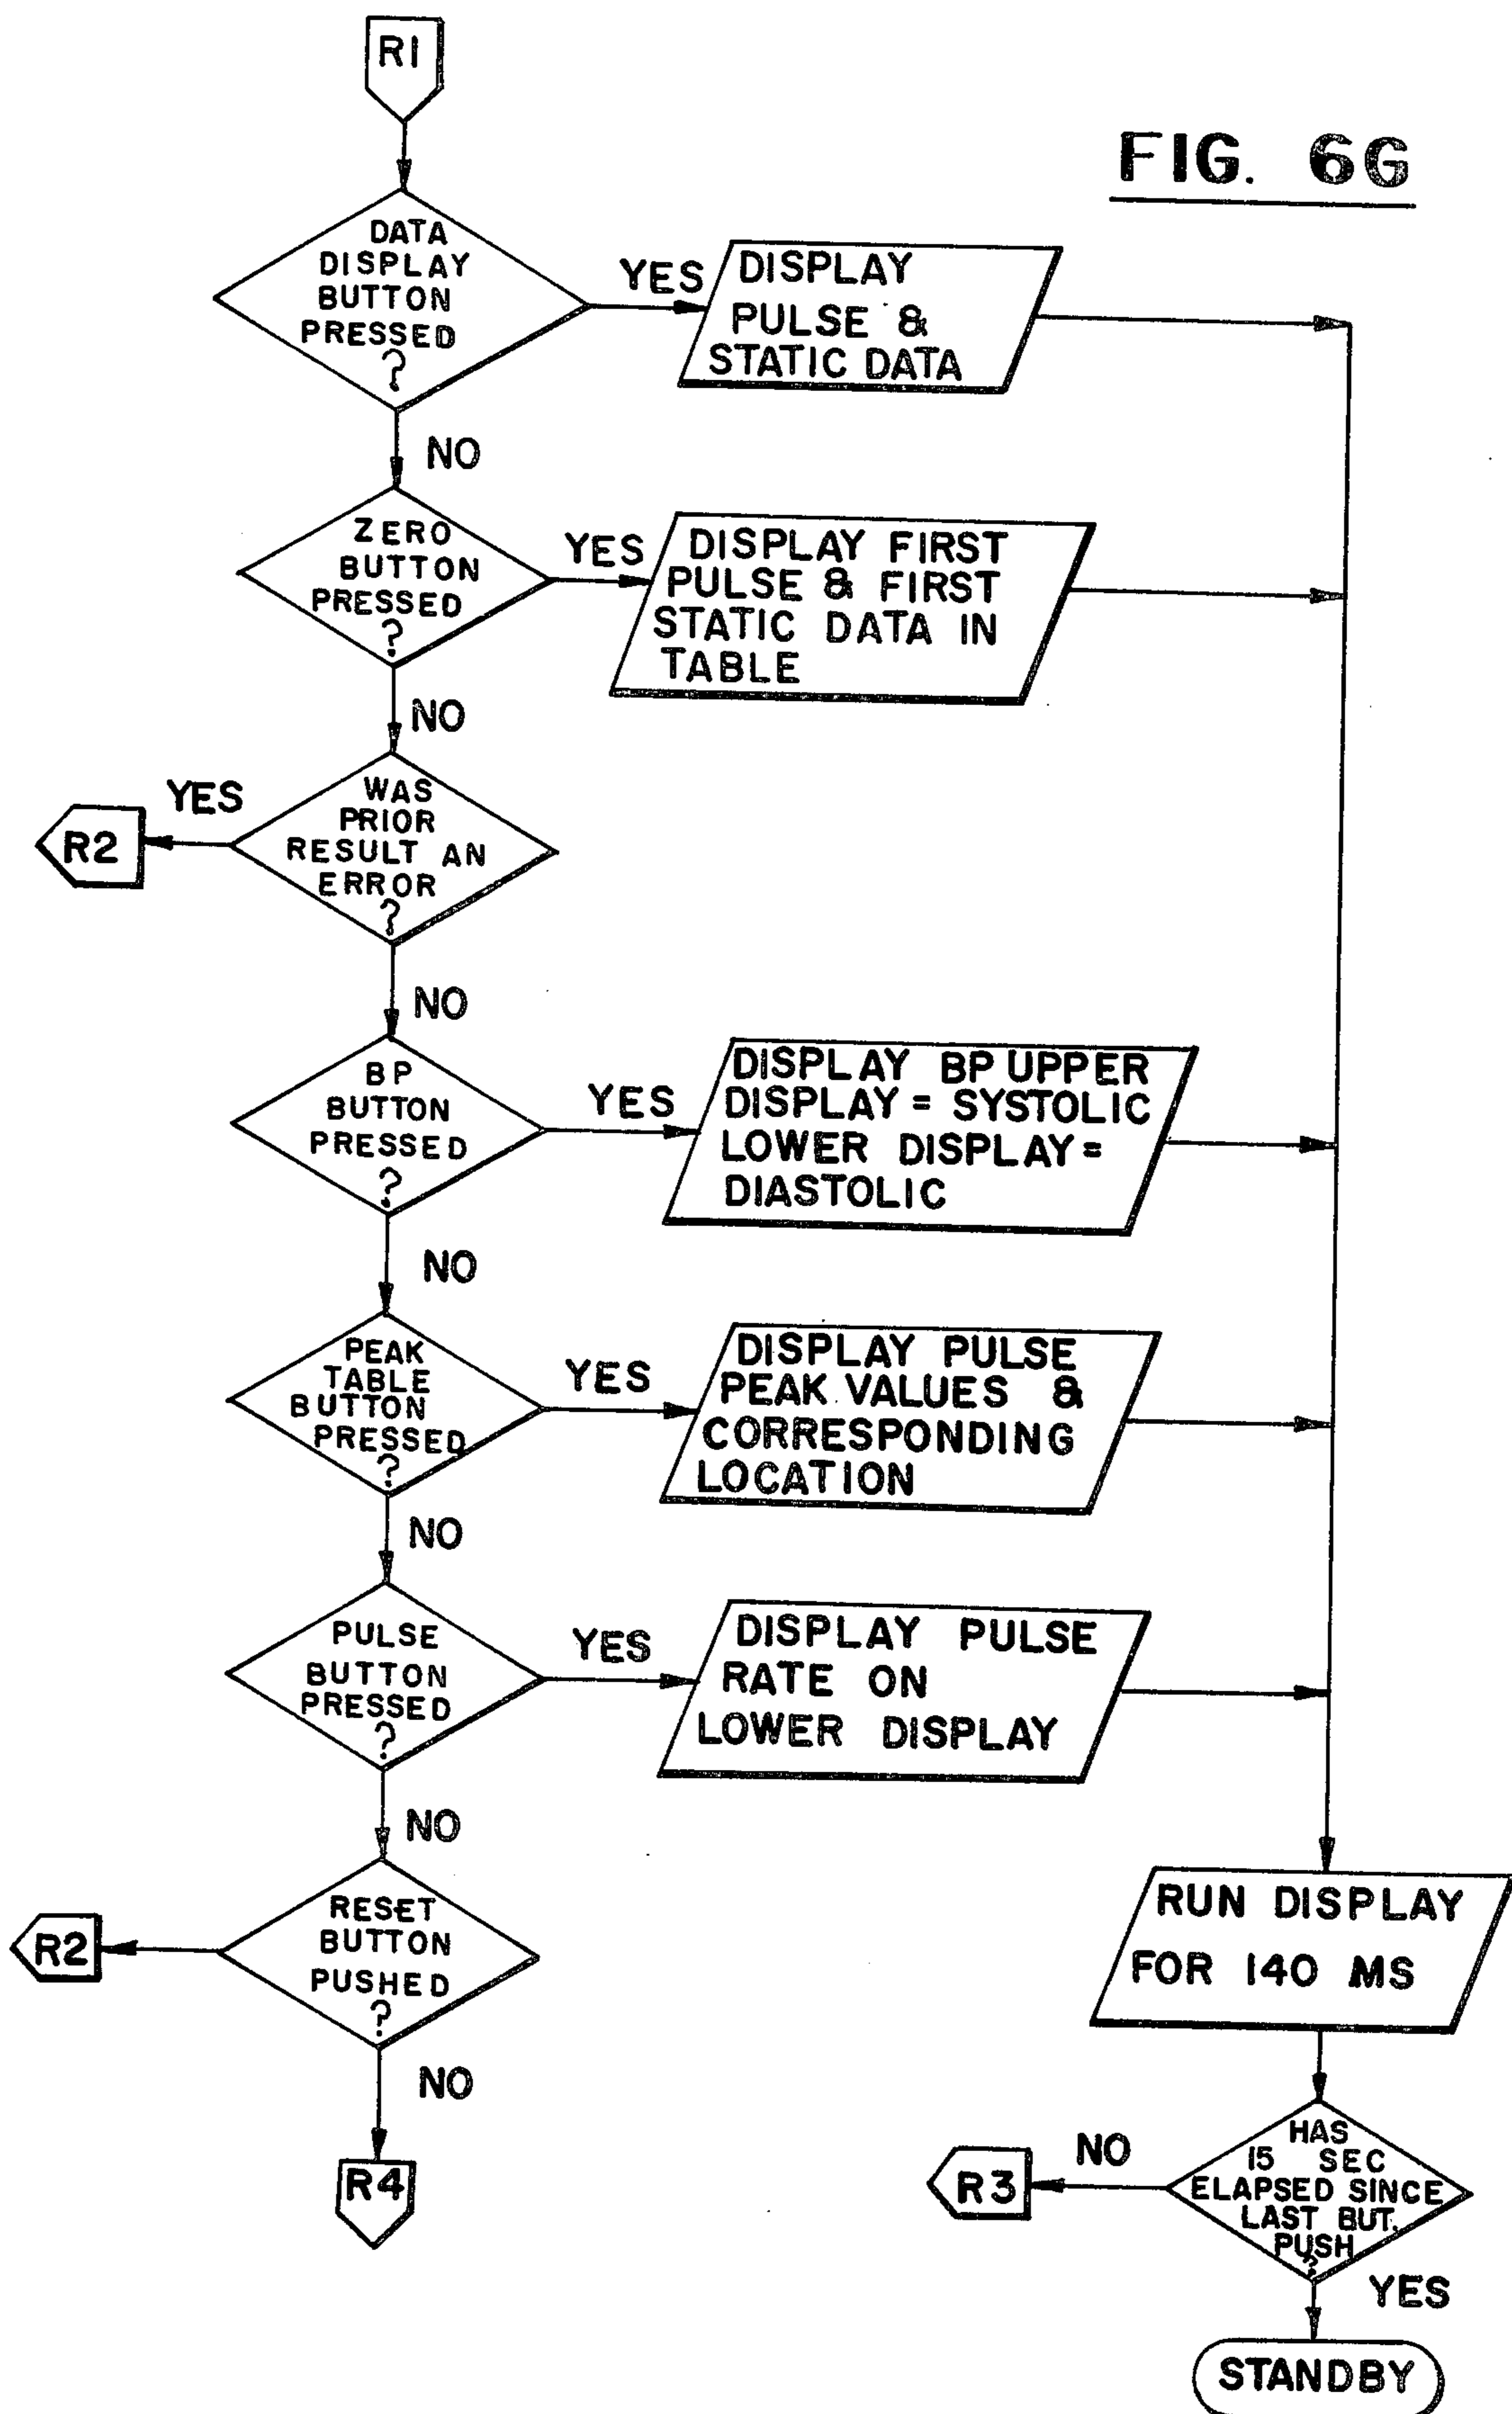 R1
FIG. 6G
DATA
DISPLAY
BUTTON
PRESSED
?
YES
DISPLAY
PULSE &
STATIC DATA
NO
ZERO
BUTTON
PRESSED
?
YES
DISPLAY FIRST
PULSE & FIRST
STATIC DATA IN
TABLE
NO
WAS
PRIOR
RESULT AN
ERROR
?
YES
R2
NO
BP
BUTTON
PRESSED
?
YES
DISPLAY BP UPPER
DISPLAY = SYSTOLIC
LOWER DISPLAY =
DIASTOLIC
NO
PEAK
TABLE
BUTTON
PRESSED
?
YES
DISPLAY PULSE
PEAK VALUES &
CORRESPONDING
LOCATION
NO
PULSE
BUTTON
PRESSED
?
YES
DISPLAY PULSE
RATE ON
LOWER DISPLAY
NO
RESET
BUTTON
PUSHED
?
R2
NO
R4
RUN DISPLAY
FOR 140 MS
HAS
15 SEC
ELAPSED SINCE
LAST BUT.
PUSH
?
NO
R3
YES
STANDBY